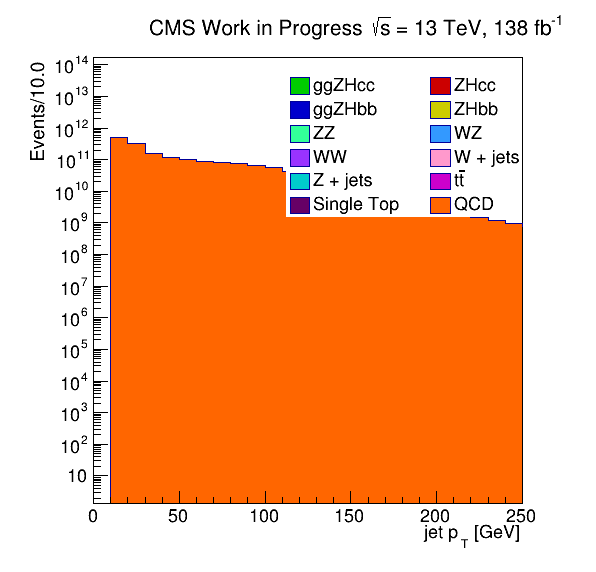 CMS Work in Progress √s = 13 TeV, 138 fb⁻¹
Events/10.0
10¹⁴
10¹³
10¹²
10¹¹
10¹⁰
10⁹
10⁸
10⁷
10⁶
10⁵
10⁴
10³
10²
10
ggZHcc ZHcc
ggZHbb ZHbb
ZZ WZ
WW W + jets
Z + jets tt̄
Single Top QCD
0 50 100 150 200 250
jet p_T [GeV]